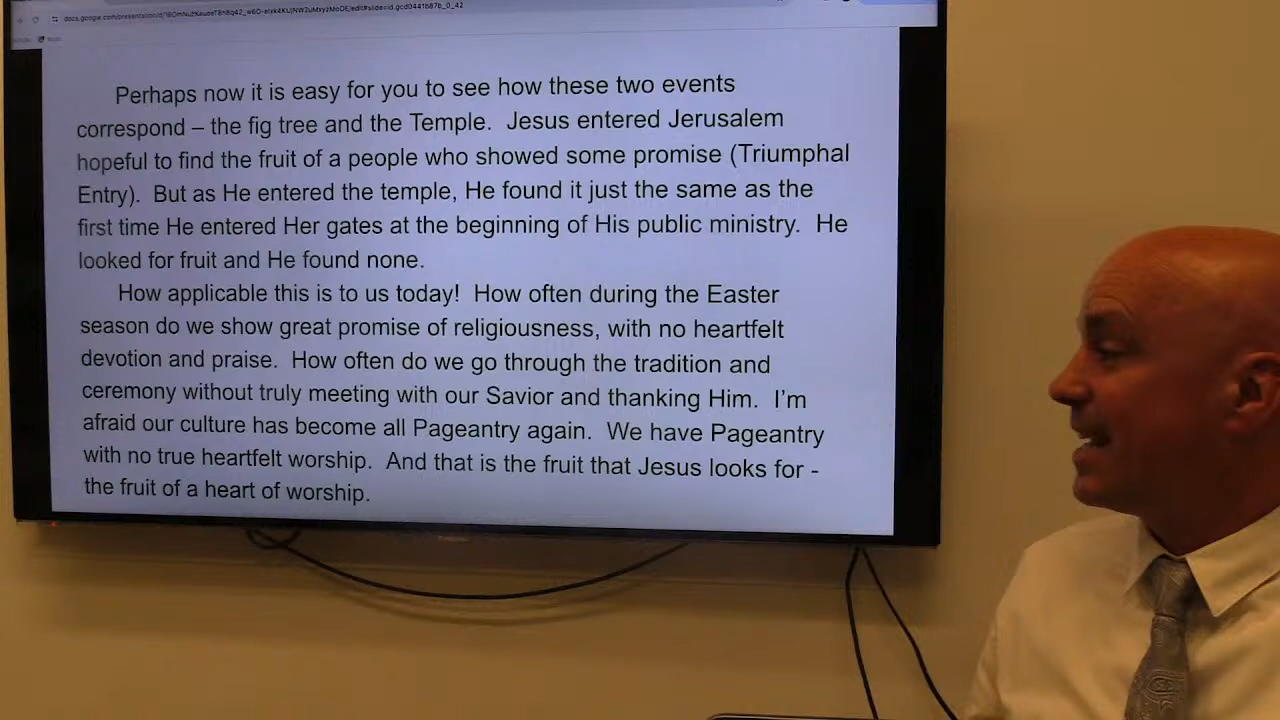 Perhaps now it is easy for you to see how these two events
correspond – the fig tree and the Temple. Jesus entered Jerusalem
hopeful to find the fruit of a people who showed some promise (Triumphal
Entry). But as He entered the temple, He found it just the same as the
first time He entered Her gates at the beginning of His public ministry. He
looked for fruit and He found none.
How applicable this is to us today! How often during the Easter
season do we show great promise of religiousness, with no heartfelt
devotion and praise. How often do we go through the tradition and
ceremony without truly meeting with our Savior and thanking Him. I'm
afraid our culture has become all Pageantry again. We have Pageantry
with no true heartfelt worship. And that is the fruit that Jesus looks for -
the fruit of a heart of worship.